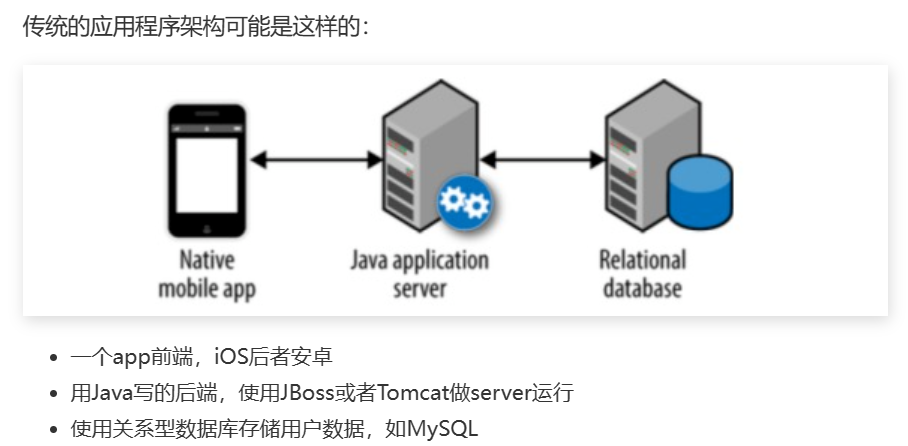 传统的应用程序架构可能是这样的：
Native
mobile app
Java application
server
Relational
database
一个app前端，iOS后者安卓
用Java写的后端，使用JBoss或者Tomcat做server运行
使用关系型数据库存储用户数据，如MySQL